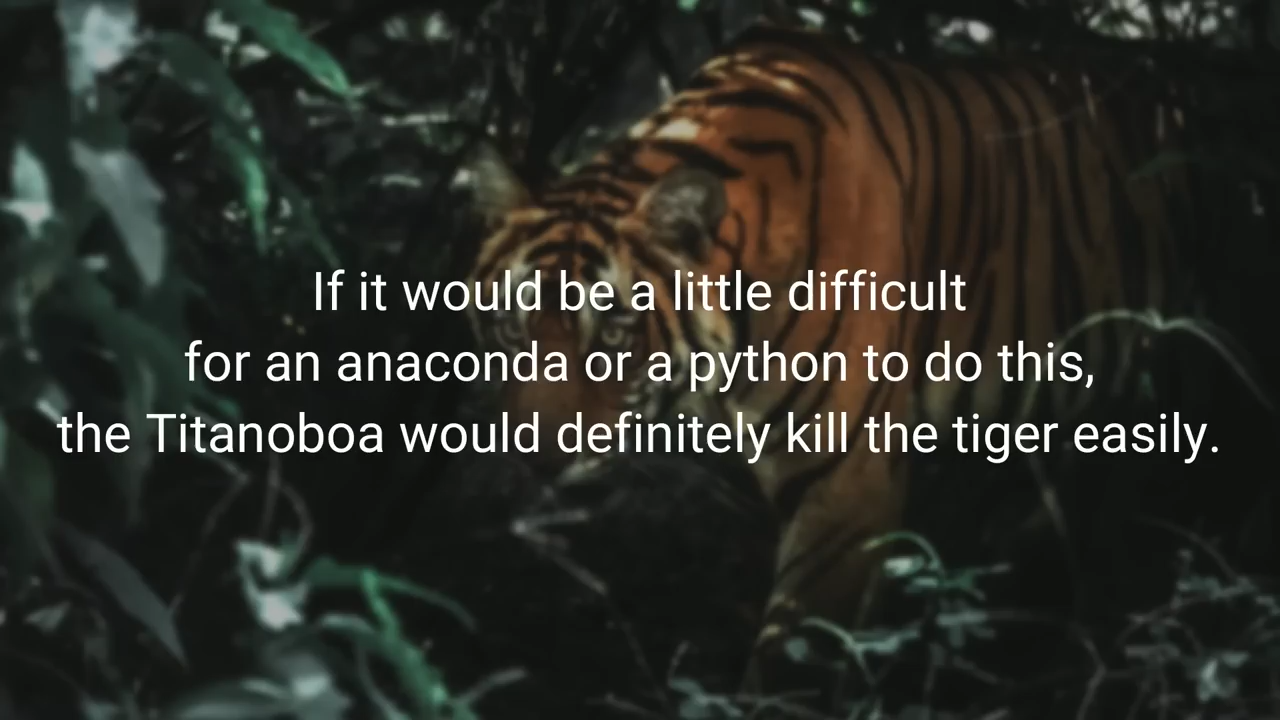 If it would be a little difficult
for an anaconda or a python to do this,
the Titanoboa would definitely kill the tiger easily.